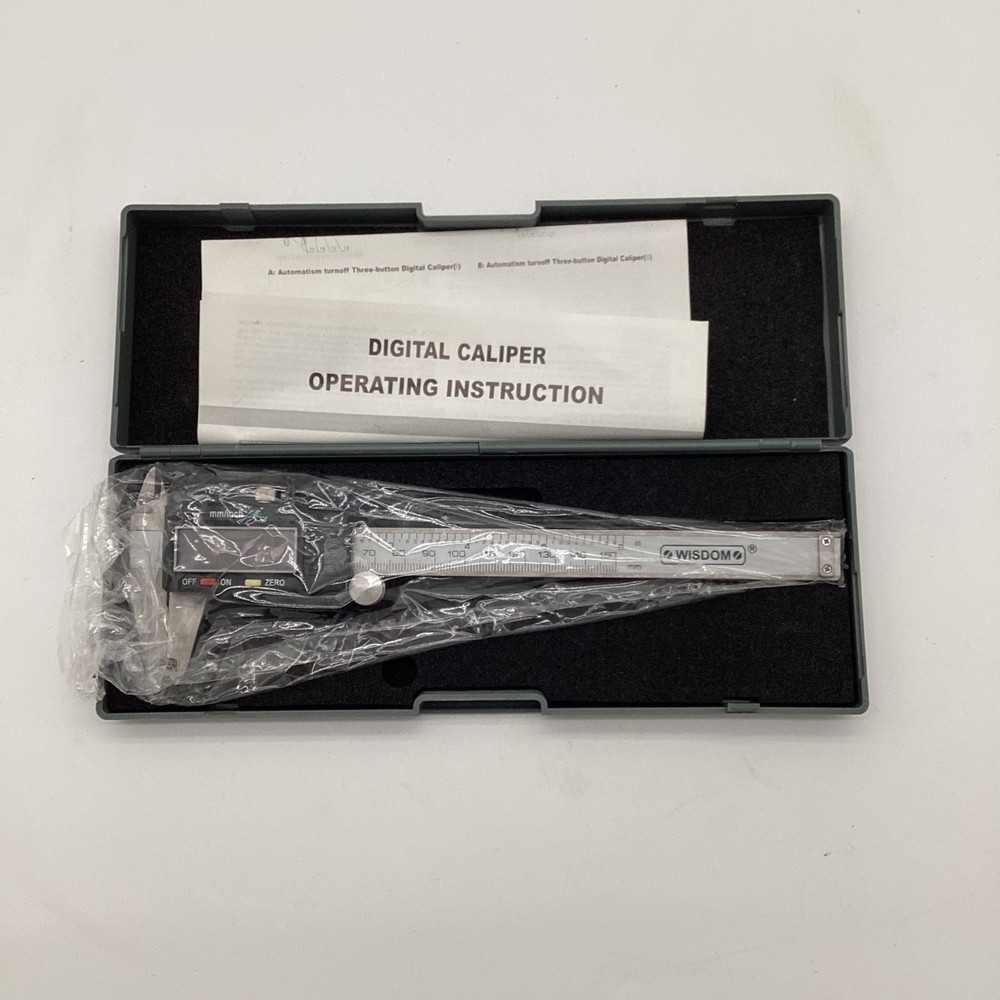 A: Automatism turnoff Three-button Digital Caliper
B: Automatism turnoff Three-button Digital Caliper
DIGITAL CALIPER
OPERATING INSTRUCTION
mm/inch
OFF ON ZERO
70 80 90 100 130 150
mm
WISDOM ®